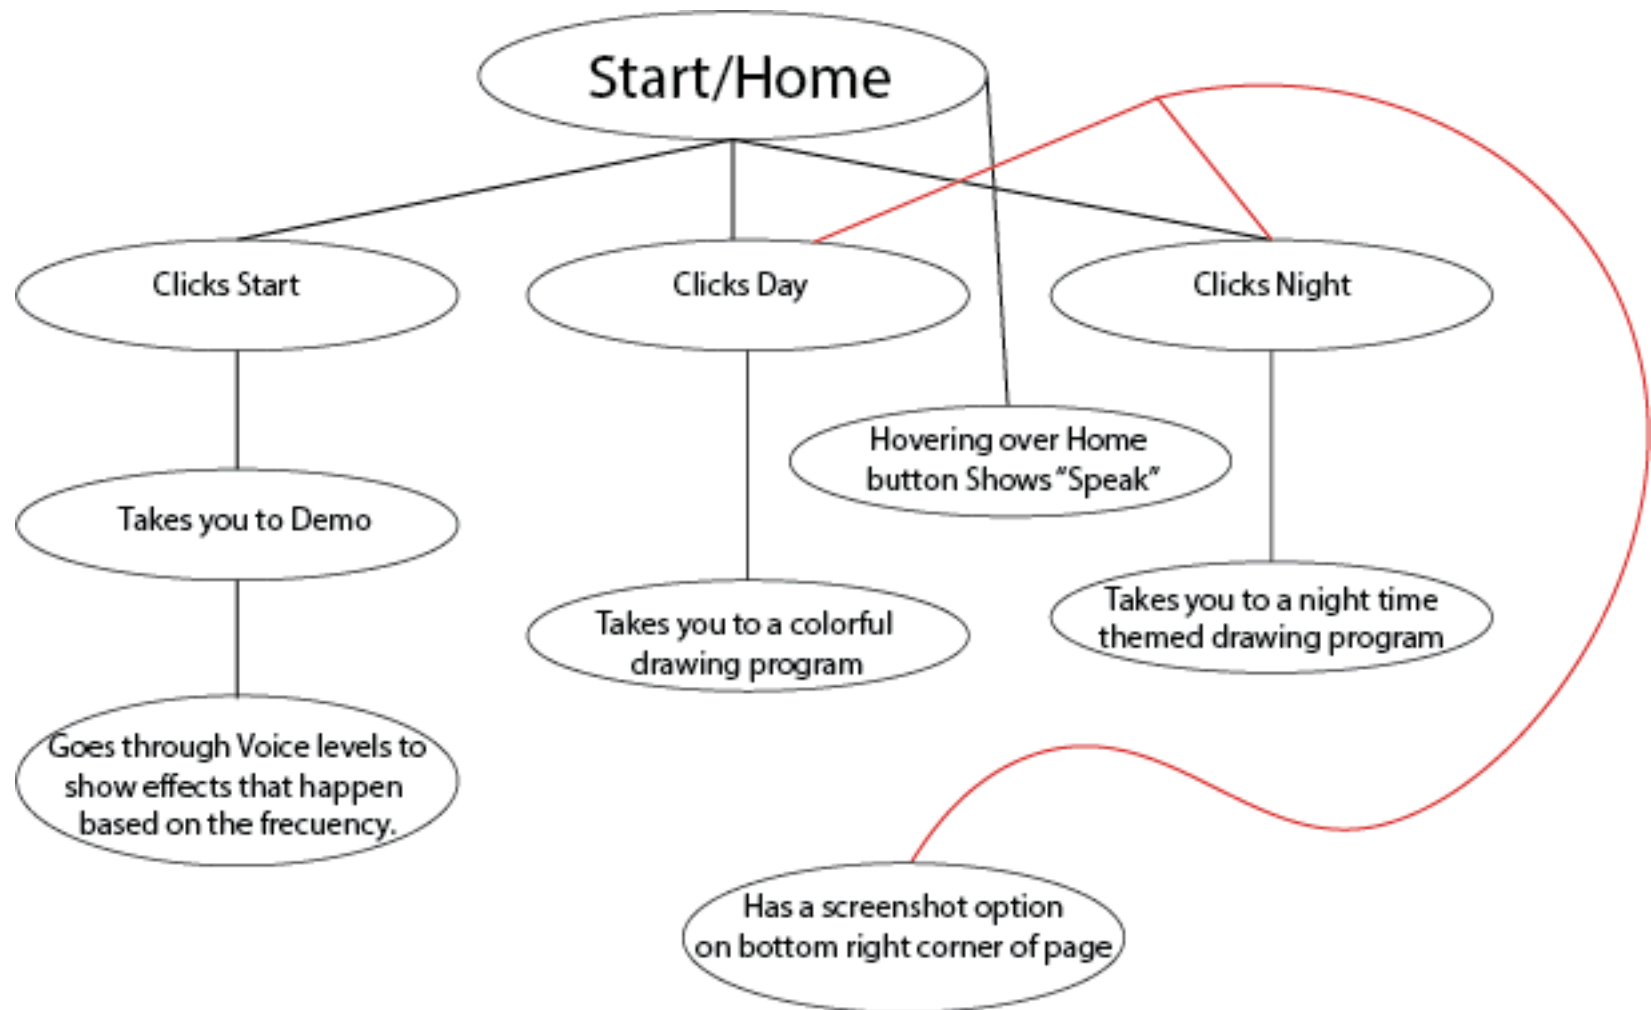 Start/Home
Clicks Start
Clicks Day
Clicks Night
Hovering over Home
button Shows “Speak”
Takes you to Demo
Takes you to a colorful
drawing program
Takes you to a night time
themed drawing program
Goes through Voice levels to
show effects that happen
based on the frecuency.
Has a screenshot option
on bottom right corner of page